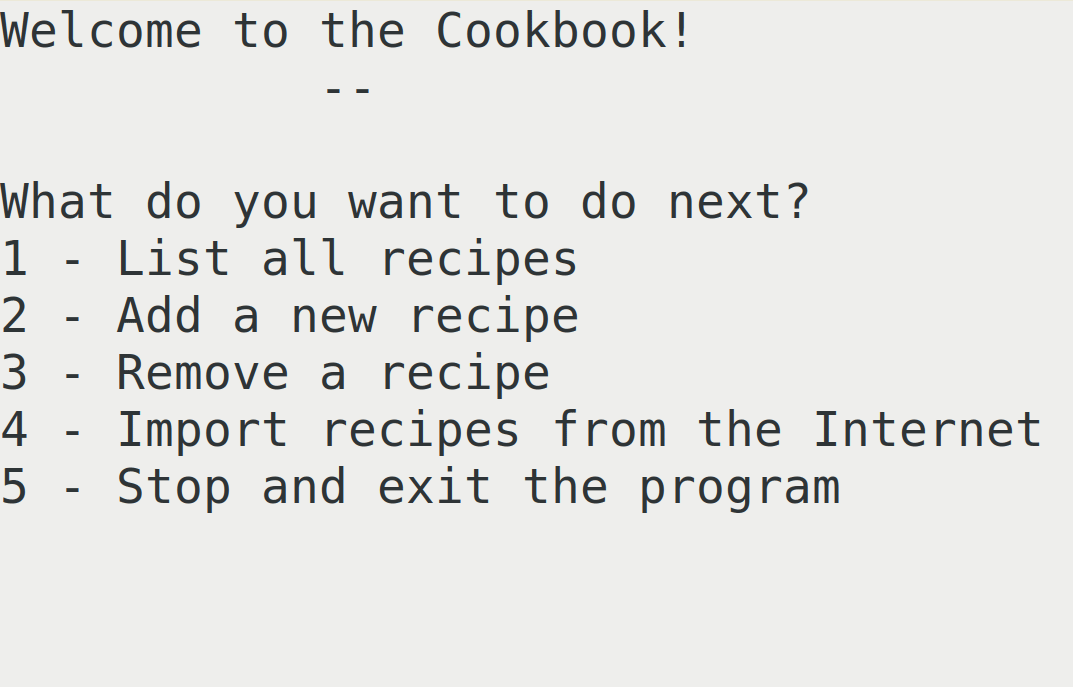 Welcome to the Cookbook!
--
What do you want to do next?
1 - List all recipes
2 - Add a new recipe
3 - Remove a recipe
4 - Import recipes from the Internet
5 - Stop and exit the program